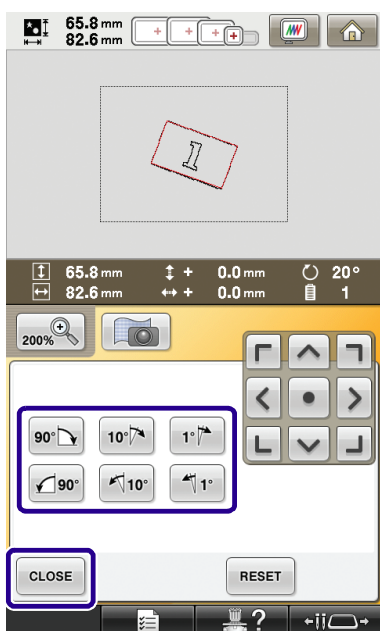 65.8 mm
82.6 mm
1
65.8 mm + 0.0 mm 20°
82.6 mm + 0.0 mm 1
200%
90° 10° 1°
90° 10° 1°
CLOSE RESET
?